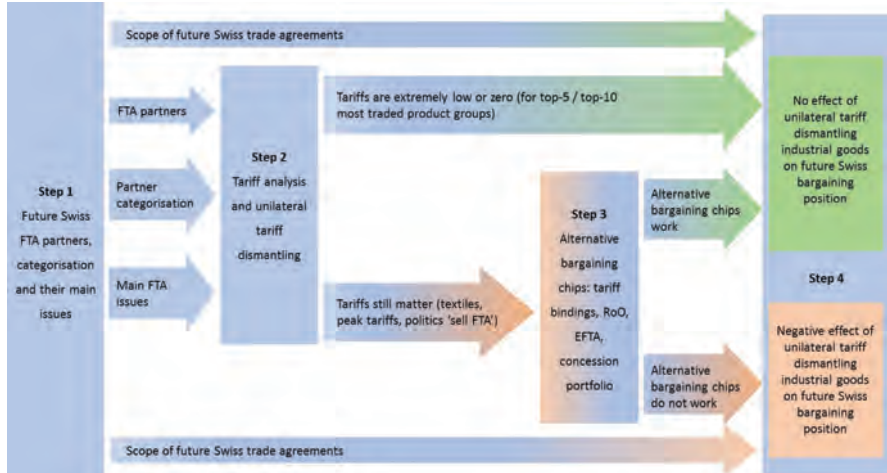 Scope of future Swiss trade agreements
Step 1
Future Swiss
FTA partners,
categorisation
and their main
issues
FTA partners
Partner
categorisation
Main FTA
issues
Step 2
Tariff analysis
and unilateral
tariff
dismantling
Tariffs are extremely low or zero (for top-5 / top-10
most traded product groups)
Tariffs still matter (textiles,
peak tariffs, politics 'sell FTA')
Step 3
Alternative
bargaining
chips: tariff
bindings, RoO,
EFTA,
concession
portfolio
Alternative
bargaining chips
work
Alternative
bargaining chips
do not work
No effect of
unilateral tariff
dismantling
industrial goods
on future Swiss
bargaining
position
Step 4
Negative effect of
unilateral tariff
dismantling
industrial goods
on future Swiss
bargaining
position
Scope of future Swiss trade agreements